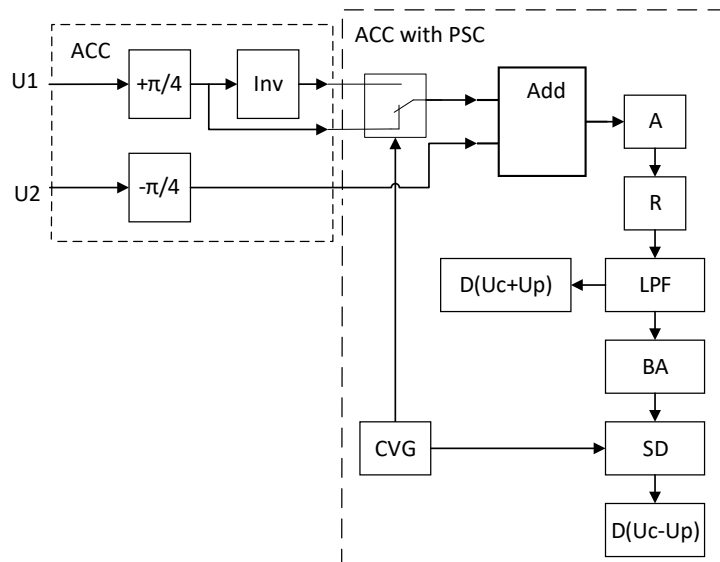 ACC with PSC
ACC
U1
+π/4
Inv
Add
A
U2
-π/4
R
D(Uc+Up)
LPF
BA
CVG
SD
D(Uc-Up)